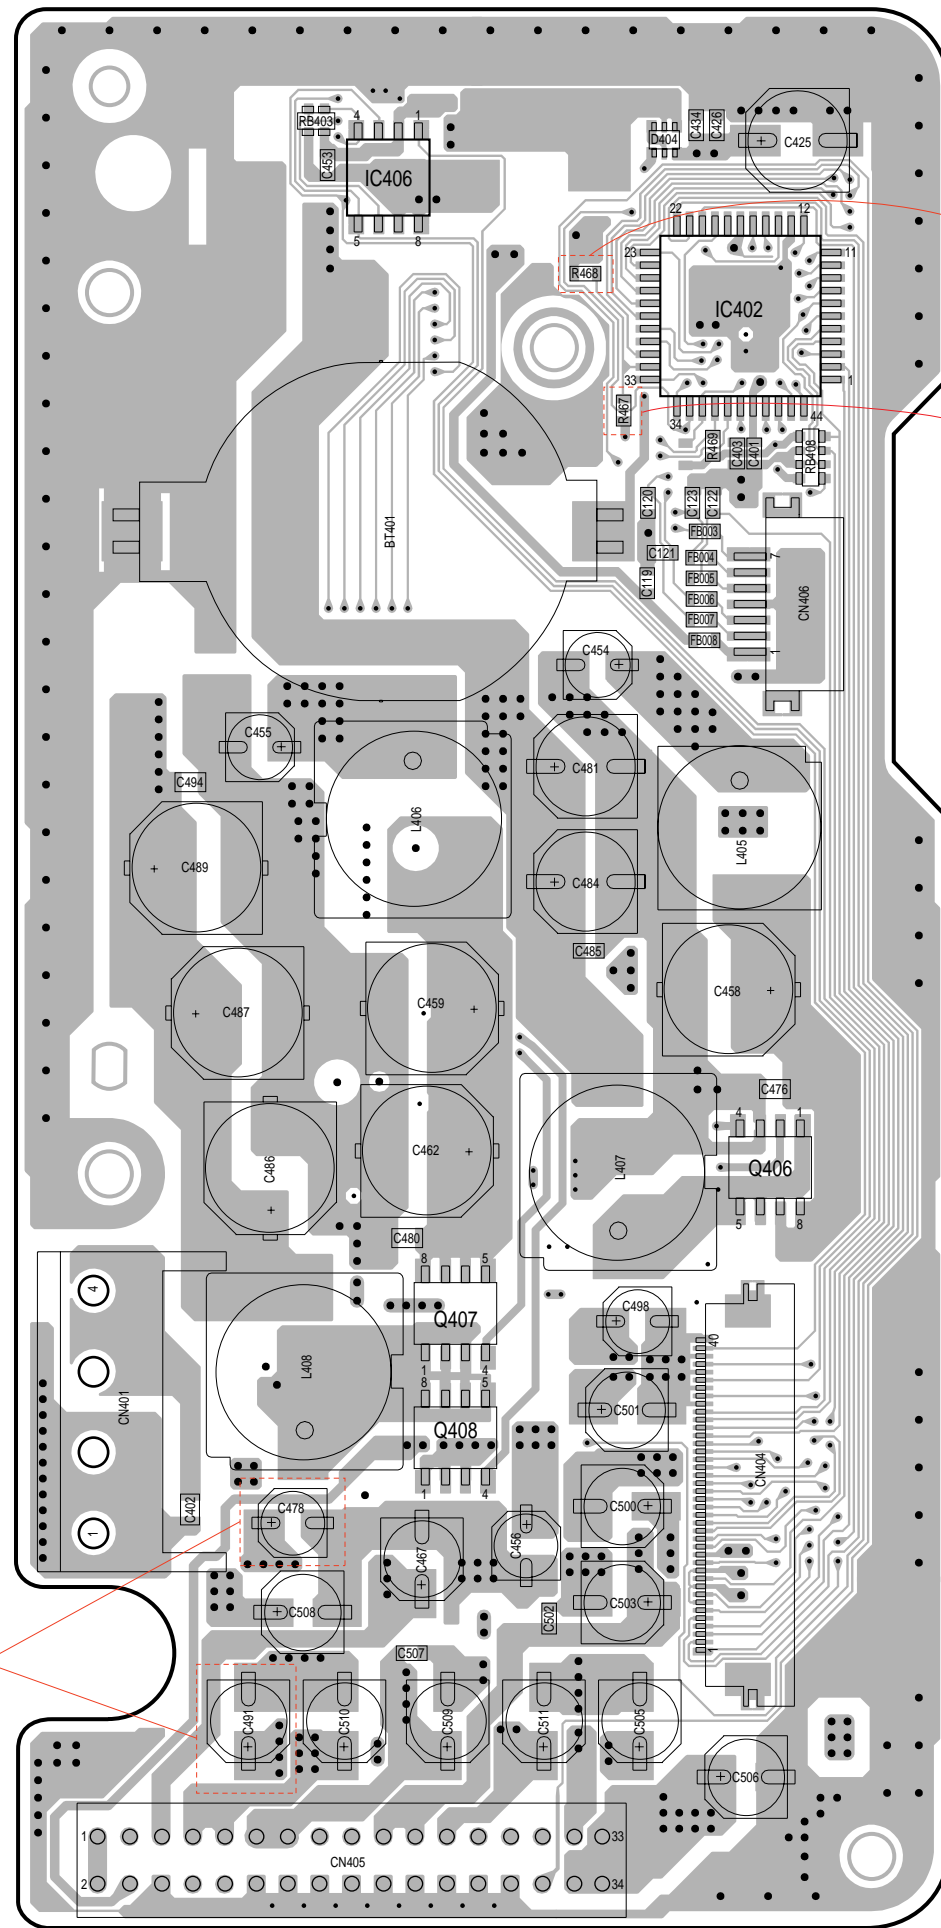 RB403
4
1
C453
IC406
5
8
D404
C434
C426
C425
22
12
23
11
R468
IC402
33
1
R467
34
44
R469
C403
C401
RB408
BT401
C120
C123
C122
FB003
C121
FB004
7
FB005
C119
FB006
CN406
FB007
FB008
1
C454
C455
C494
C481
L406
L405
C489
C484
C485
C487
C459
C458
C476
4
1
C486
C462
L407
Q406
5
8
C480
8
5
4
Q407
C498
40
L408
1
4
8
5
CN401
C501
Q408
CN404
1
4
C402
C478
C500
1
C467
C456
C508
C502
C503
C507
1
C491
C510
C509
C511
C505
C506
1
33
CN405
2
34